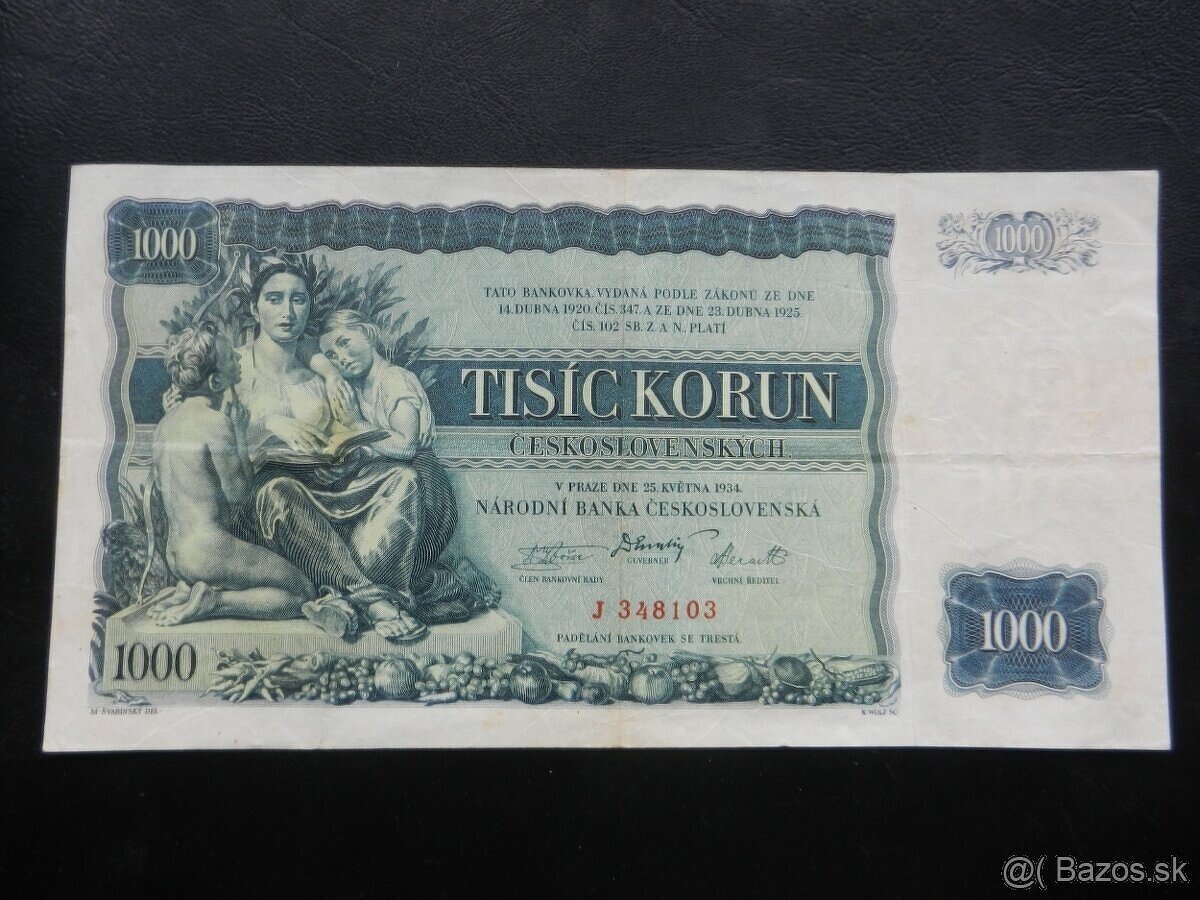 1000
1000
TATO BANKOVKA, VYDANÁ PODLE ZÁKONŮ ZE DNE
14. DUBNA 1920. ČÍS. 347. A ZE DNE 23. DUBNA 1925.
ČÍS. 102 SB. Z. A N. PLATÍ
TISÍC KORUN
ČESKOSLOVENSKÝCH.
V PRAZE DNE 25. KVĚTNA 1934.
NÁRODNÍ BANKA ČESKOSLOVENSKÁ
ČLEN BANKOVNÍ RADY
GUVERNER
VRCHNÍ ŘEDITEL
J 348103
PADĚLÁNÍ BANKOVEK SE TRESTÁ.
1000
1000
M. ŠVABINSKÝ DEL.
K. WOLF SC.
@( Bazos.sk